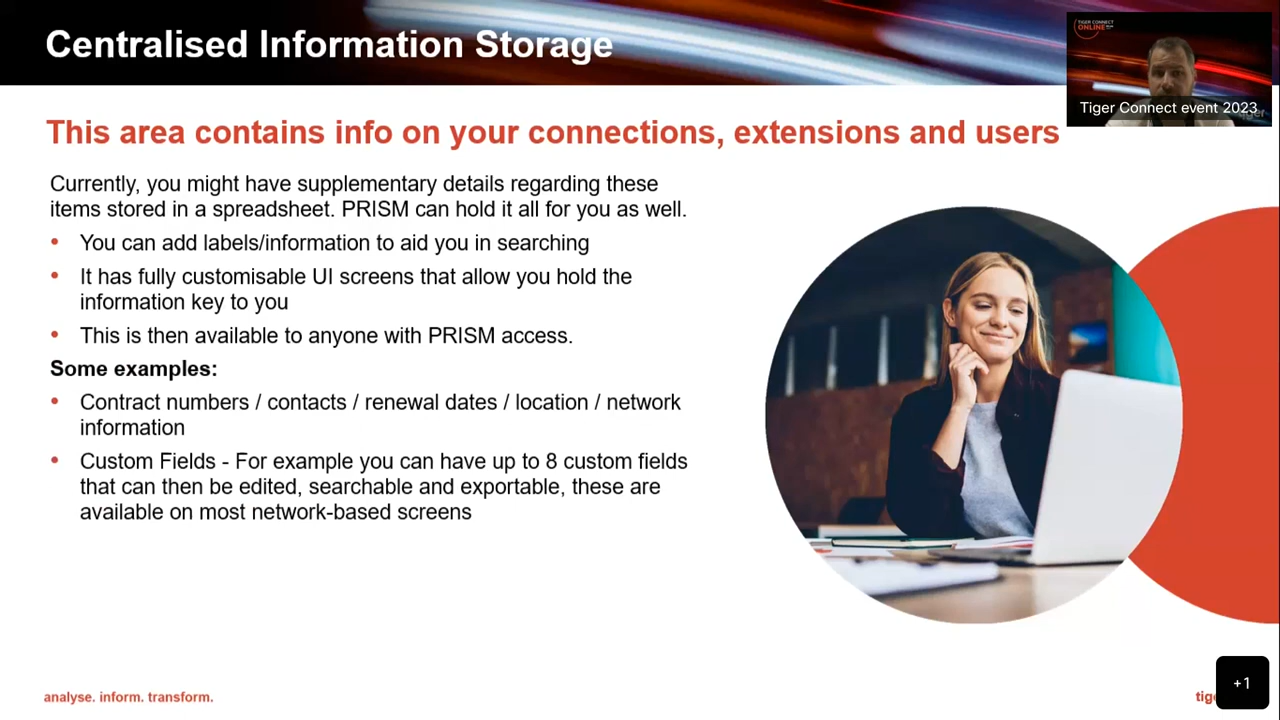 Centralised Information Storage
TIGER CONNECT
ONLINE
Tiger Connect event 2023
tiger
This area contains info on your connections, extensions and users
Currently, you might have supplementary details regarding these
items stored in a spreadsheet. PRISM can hold it all for you as well.
• You can add labels/information to aid you in searching
• It has fully customisable UI screens that allow you hold the
information key to you
• This is then available to anyone with PRISM access.
Some examples:
• Contract numbers / contacts / renewal dates / location / network
information
• Custom Fields - For example you can have up to 8 custom fields
that can then be edited, searchable and exportable, these are
available on most network-based screens
analyse. inform. transform.
+1